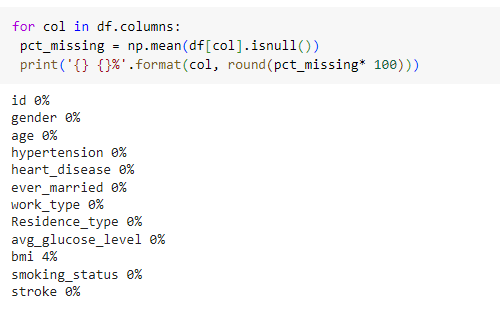 for col in df.columns:
 pct_missing = np.mean(df[col].isnull())
 print('{} {}%'.format(col, round(pct_missing* 100)))
id 0%
gender 0%
age 0%
hypertension 0%
heart_disease 0%
ever_married 0%
work_type 0%
Residence_type 0%
avg_glucose_level 0%
bmi 4%
smoking_status 0%
stroke 0%